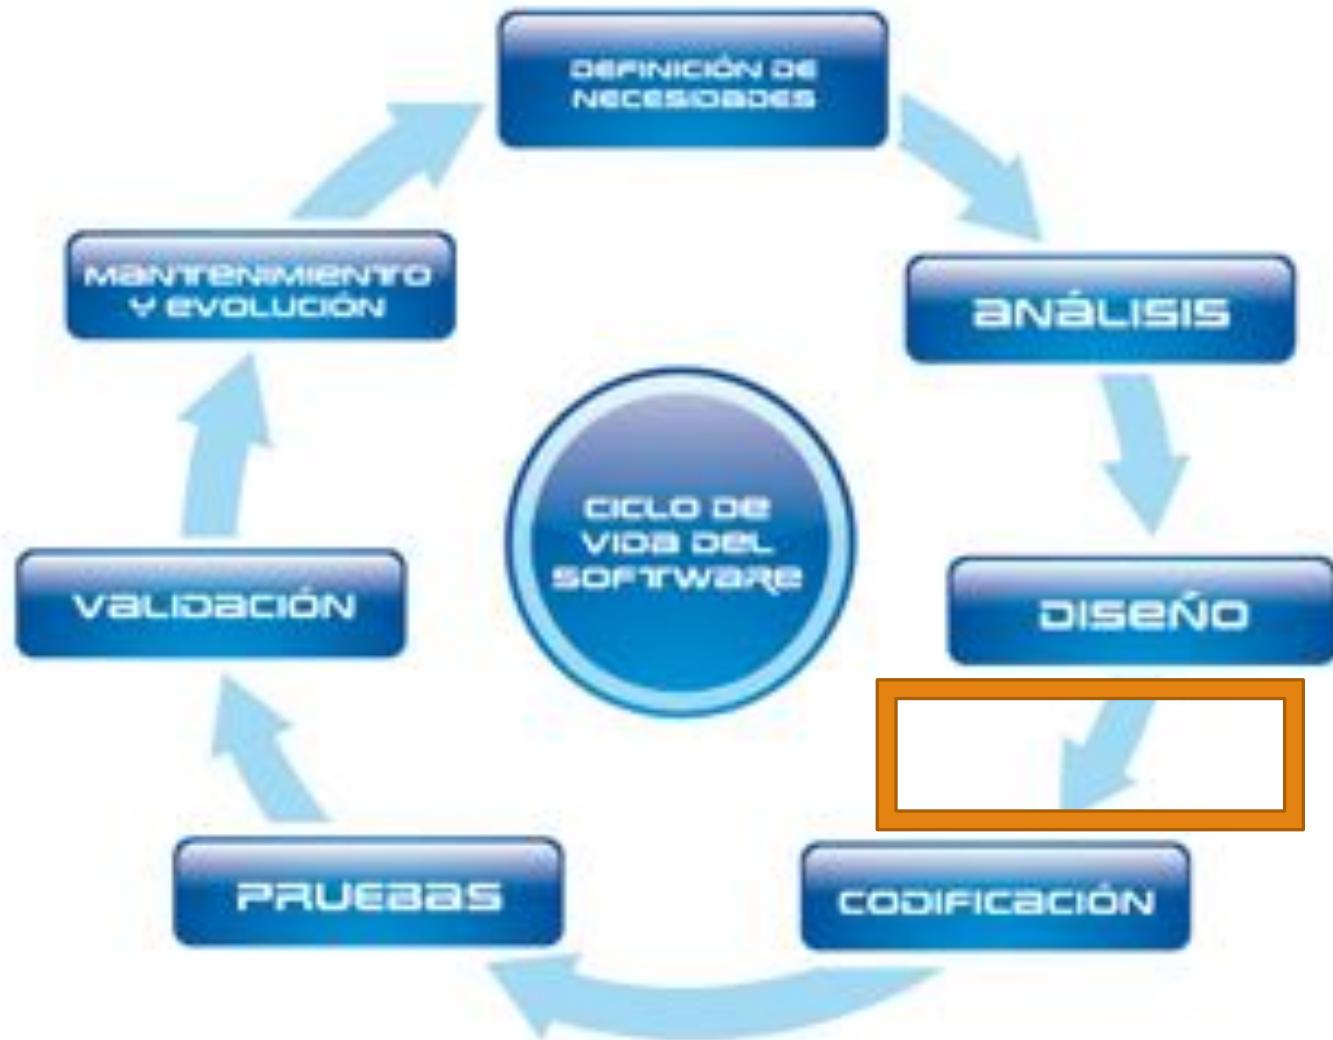 DEFINICIÓN DE
NECESIDADES
ANÁLISIS
DISEÑO
CODIFICACIÓN
PRUEBAS
VALIDACIÓN
MANTENIMIENTO
Y EVOLUCIÓN
CICLO DE
VIDA DEL
SOFTWARE